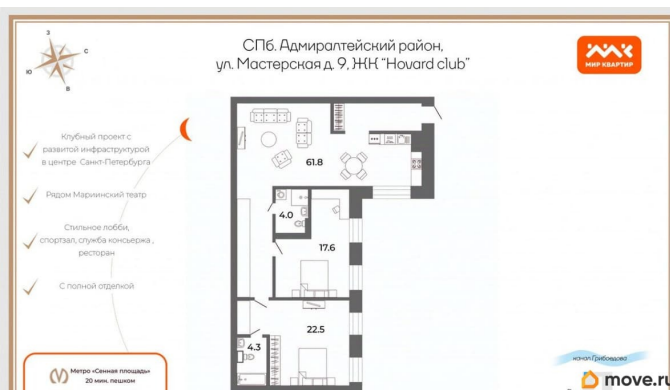 З
С
Ю
В
СПб. Адмиралтейский район,
ул. Мастерская д. 9, ЖК "Hovard club"
МИР КВАРТИР
Клубный проект с
развитой инфраструктурой
в центре Санкт-Петербурга
Рядом Мариинский театр
Стильное лобби,
спортзал, служба консьержа ,
ресторан
С полной отделкой
61.8
4.0
17.6
22.5
4.3
Метро «Сенная площадь»
20 мин. пешком
канал Грибоедова
move.ru